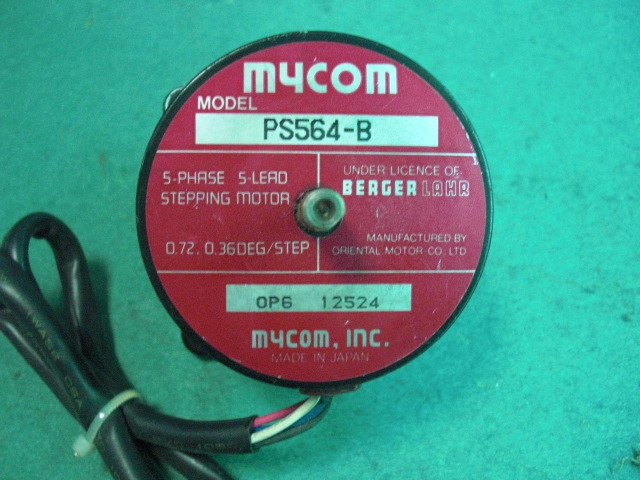 mycom
MODEL
PS564-B
5-PHASE 5-LEAD
STEPPING MOTOR
0.72, 0.36DEG/STEP
UNDER LICENCE OF
BERGER LAHR
MANUFACTURED BY
ORIENTAL MOTOR CO., LTD
0P6 12524
mycom, inc.
MADE IN JAPAN